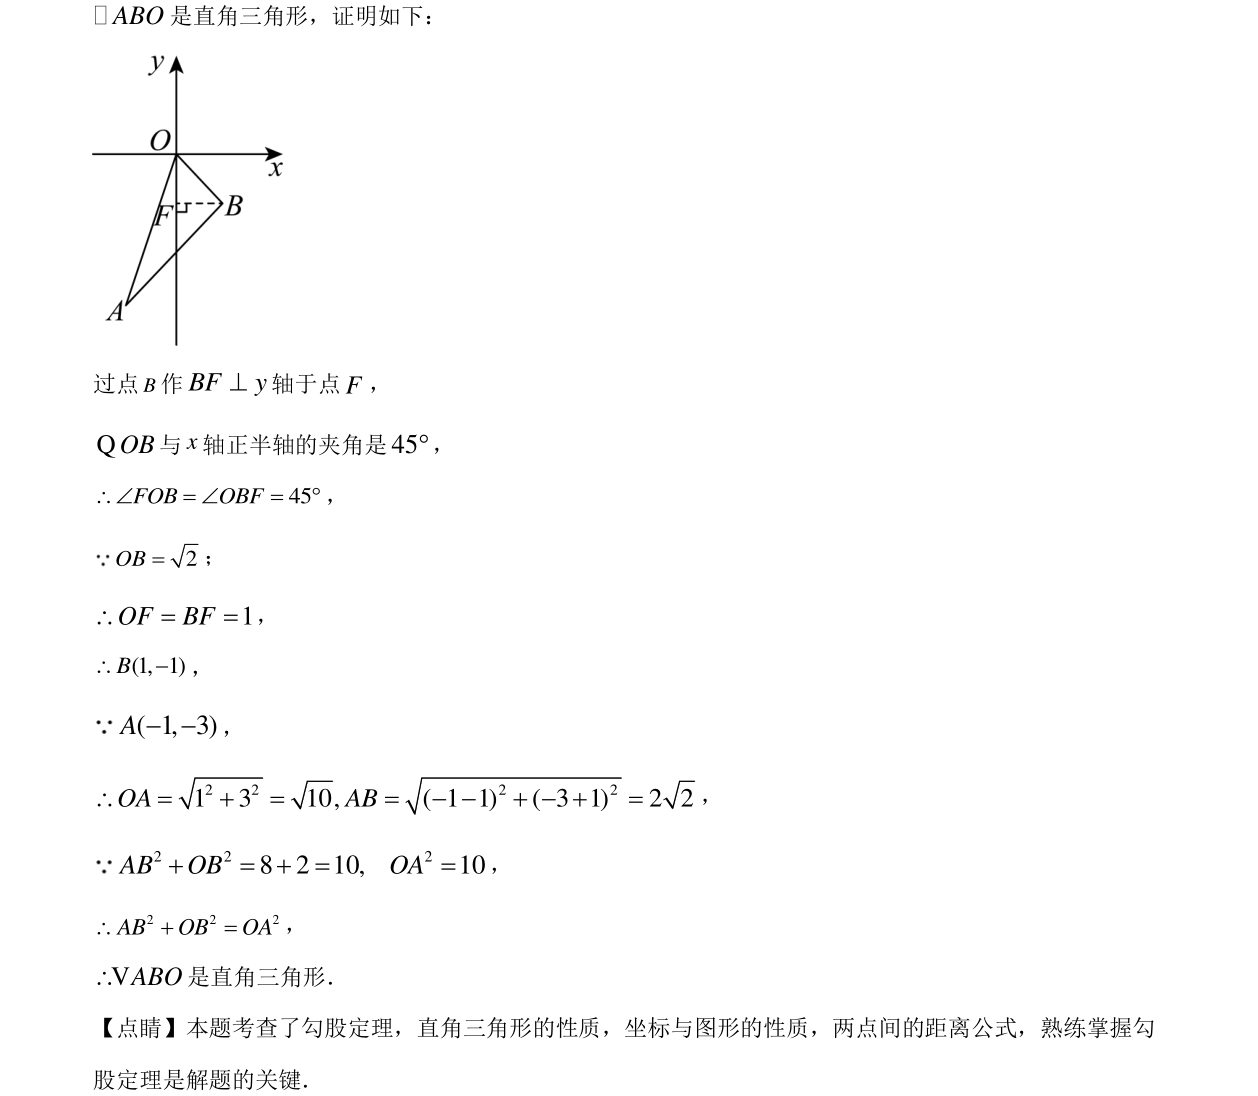 □ABO 是直角三角形，证明如下：
y
O
x
F
B
A
过点 B 作 BF ⊥ y 轴于点 F，
Q OB 与 x 轴正半轴的夹角是 45°，
∴∠FOB = ∠OBF = 45°，
∵ OB = √2；
∴ OF = BF = 1，
∴ B(1,−1)，
∵ A(−1,−3)，
∴ OA = √(1² + 3²) = √10, AB = √((−1−1)² + (−3+1)²) = 2√2，
∵ AB² + OB² = 8 + 2 = 10, OA² = 10，
∴ AB² + OB² = OA²，
∴V ABO 是直角三角形．
【点睛】本题考查了勾股定理，直角三角形的性质，坐标与图形的性质，两点间的距离公式，熟练掌握勾
股定理是解题的关键．